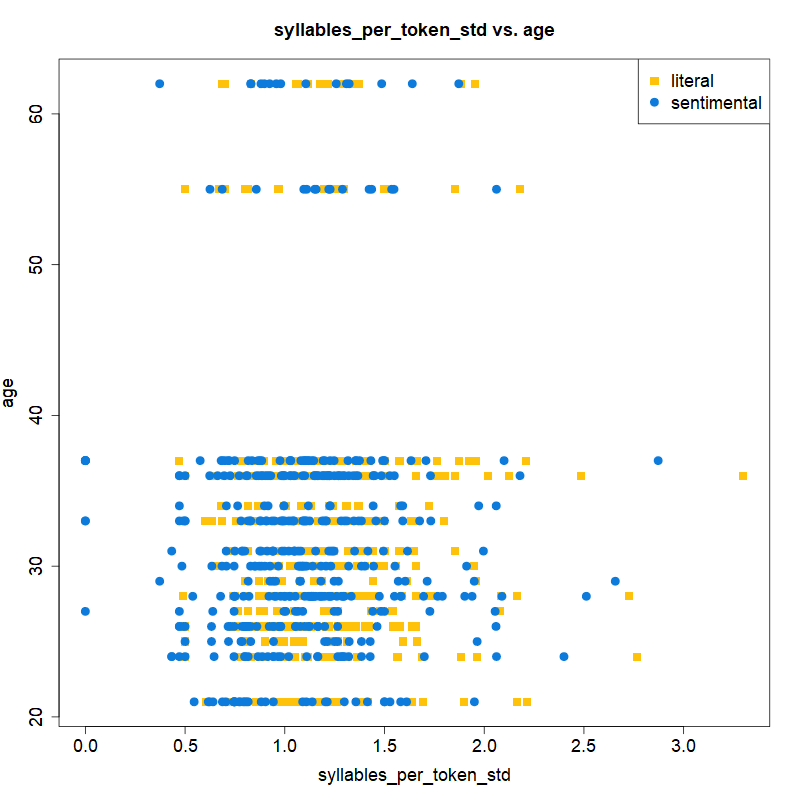 syllables_per_token_std vs. age
literal
sentimental
60
50
40
30
20
age
0.0 0.5 1.0 1.5 2.0 2.5 3.0
syllables_per_token_std